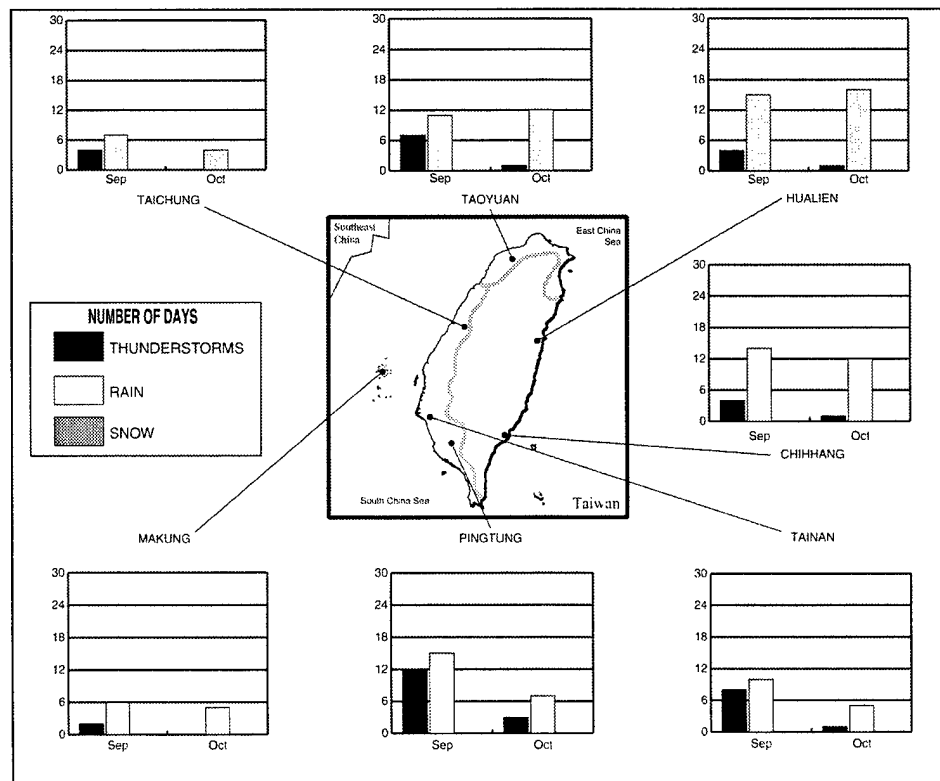 30
24
18
12
6
0
Sep
Oct
TAICHUNG
30
24
18
12
6
0
Sep
Oct
TAOYUAN
30
24
18
12
6
0
Sep
Oct
HUALIEN
Southeast
China
East China
Sea
South China Sea
Taiwan
NUMBER OF DAYS
THUNDERSTORMS
RAIN
SNOW
30
24
18
12
6
0
Sep
Oct
CHIHHANG
MAKUNG
30
24
18
12
6
0
Sep
Oct
PINGTUNG
30
24
18
12
6
0
Sep
Oct
TAINAN
30
24
18
12
6
0
Sep
Oct